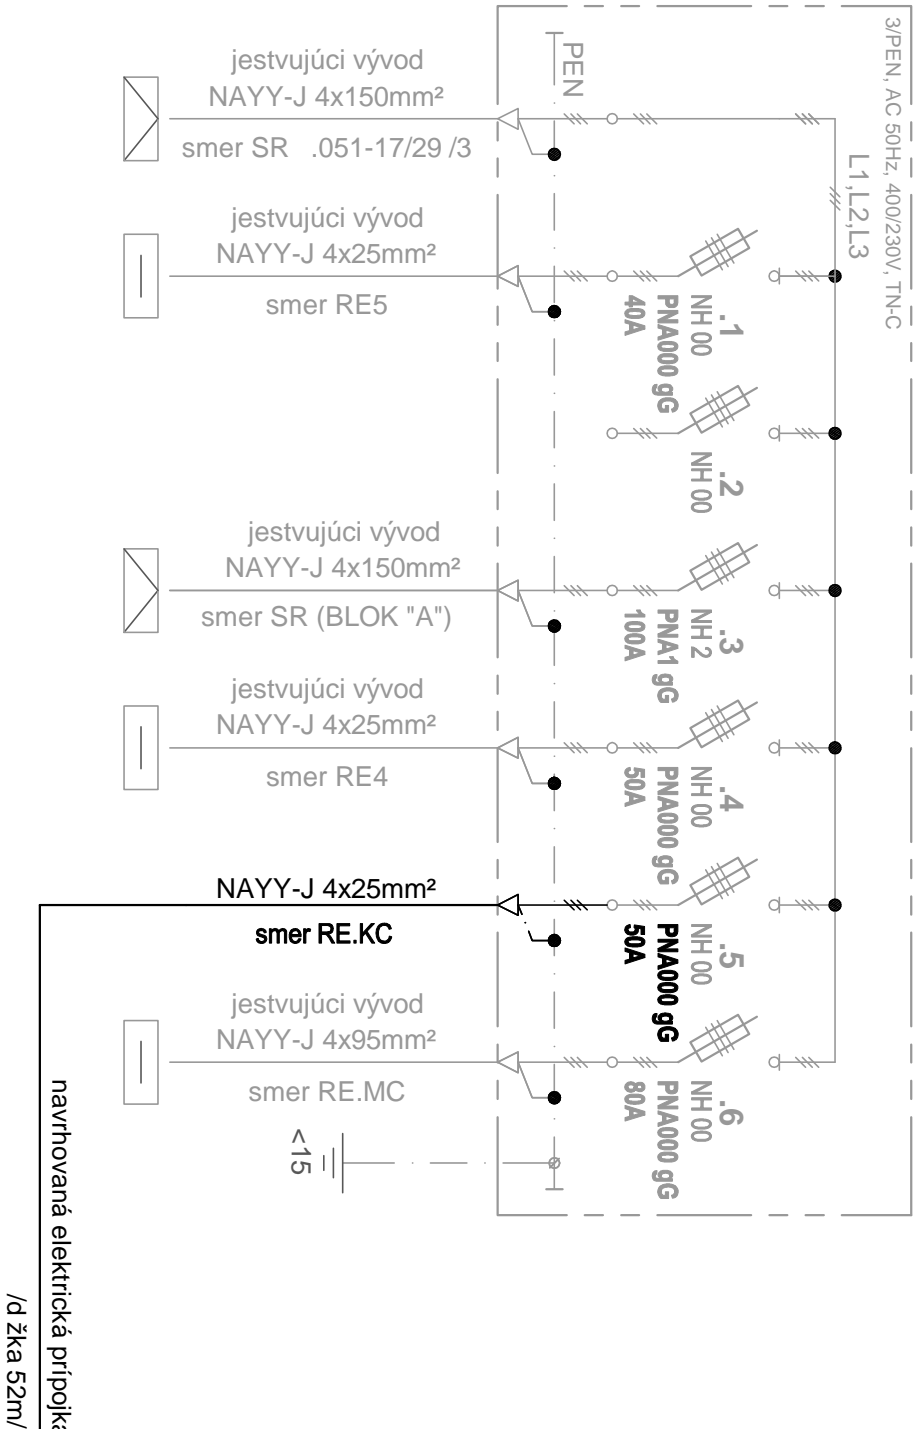 3/PEN, AC 50Hz, 400/230V, TN-C
L1,L2,L3
PEN
jestvujúci vývod
NAYY-J 4x150mm²
smer SR .051-17/29 /3
jestvujúci vývod
NAYY-J 4x25mm²
smer RE5
.1
NH 00
PNA000 gG
40A
.2
NH 00
jestvujúci vývod
NAYY-J 4x150mm²
smer SR (BLOK "A")
.3
NH 2
PNA1 gG
100A
jestvujúci vývod
NAYY-J 4x25mm²
smer RE4
.4
NH 00
PNA000 gG
50A
NAYY-J 4x25mm²
smer RE.KC
.5
NH 00
PNA000 gG
50A
jestvujúci vývod
NAYY-J 4x95mm²
smer RE.MC
.6
NH 00
PNA000 gG
80A
<15
navrhovaná elektrická prípojka
/d žka 52m/